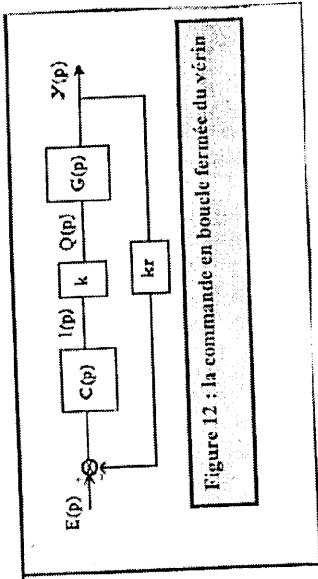 E(p)
C(p)
I(p)
k
Q(p)
G(p)
Y(p)
kr
Figure 12 : la commande en boucle fermée du vérin